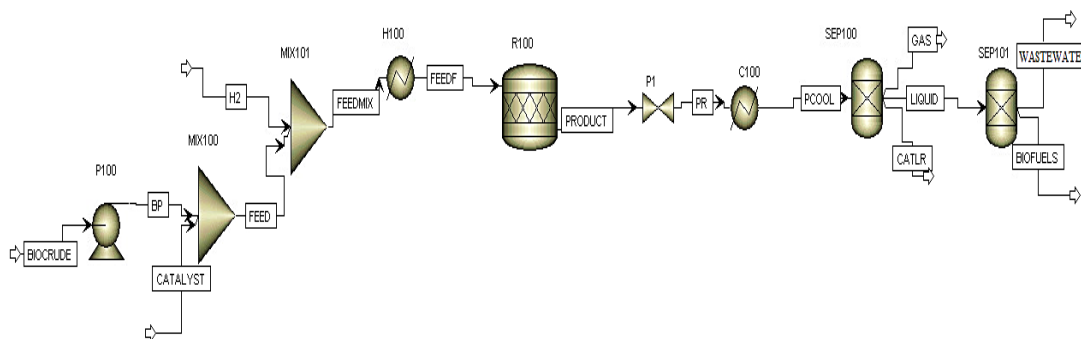 MIX101
H100
R100
SEP100
GAS
SEP101
WASTEWATE
H2
FEEDMIX
FEEDF
P1
C100
PRODUCT
PR
PCOOL
LIQUID
MIX100
CATLR
BIOFUELS
P100
BP
FEED
BIOCRUDE
CATALYST